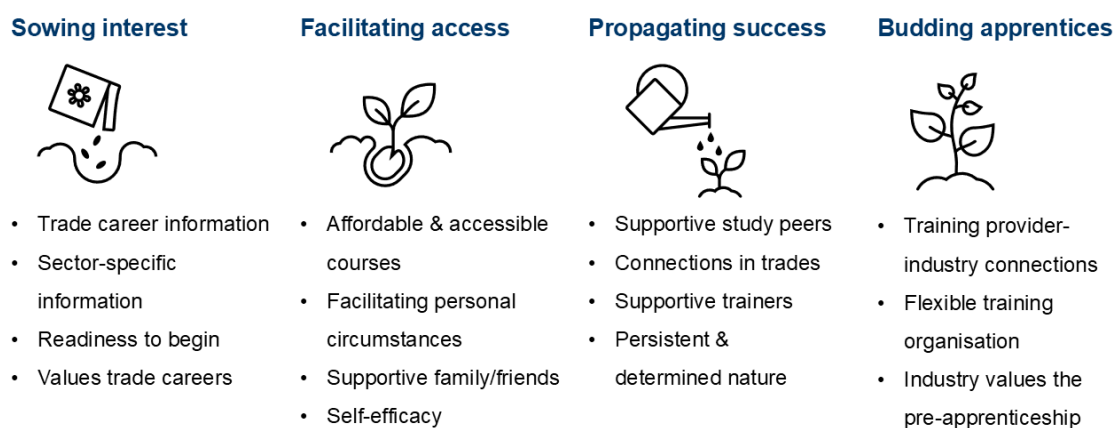 Sowing interest
• Trade career information
• Sector-specific
information
• Readiness to begin
• Values trade careers
Facilitating access
• Affordable & accessible
courses
• Facilitating personal
circumstances
• Supportive family/friends
• Self-efficacy
Propagating success
• Supportive study peers
• Connections in trades
• Supportive trainers
• Persistent &
determined nature
Budding apprentices
• Training provider-
industry connections
• Flexible training
organisation
• Industry values the
pre-apprenticeship